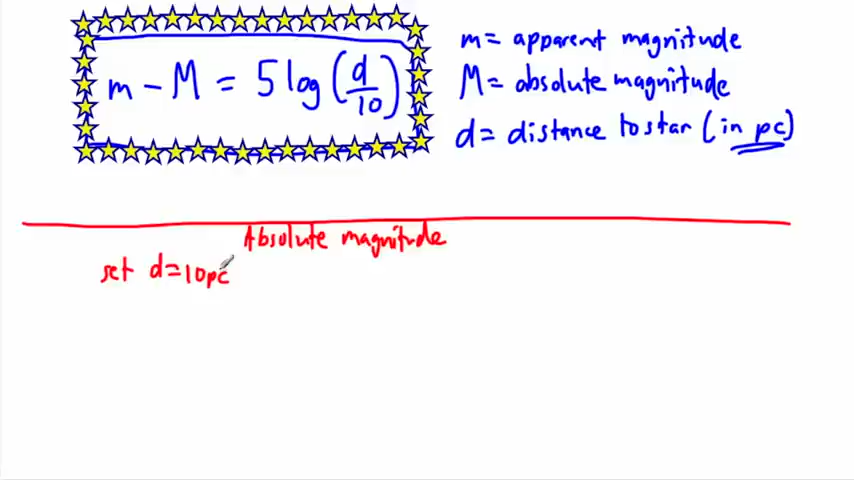 m - M = 5 log (d/10)
m = apparent magnitude
M = absolute magnitude
d = distance to star (in pc)
Absolute magnitude
set d=10pc